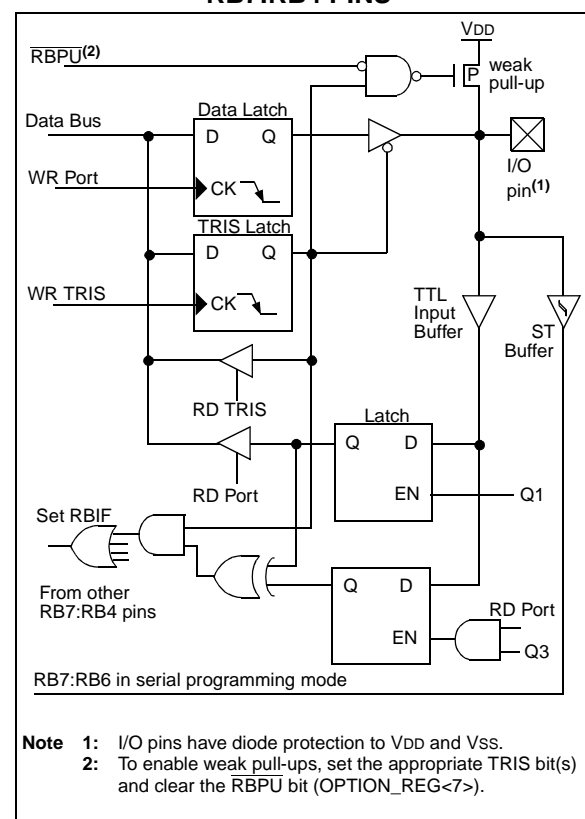 RBPU(2)
VDD
P
weak
pull-up
Data Latch
Data Bus
D Q
I/O
pin(1)
WR Port
CK
TRIS Latch
D Q
WR TRIS
CK
TTL
Input
Buffer
ST
Buffer
RD TRIS
Latch
Q D
RD Port
EN
Q1
Set RBIF
From other
RB7:RB4 pins
Q D
RD Port
EN
Q3
RB7:RB6 in serial programming mode
Note 1: I/O pins have diode protection to VDD and VSS.
2: To enable weak pull-ups, set the appropriate TRIS bit(s)
and clear the RBPU bit (OPTION_REG<7>).